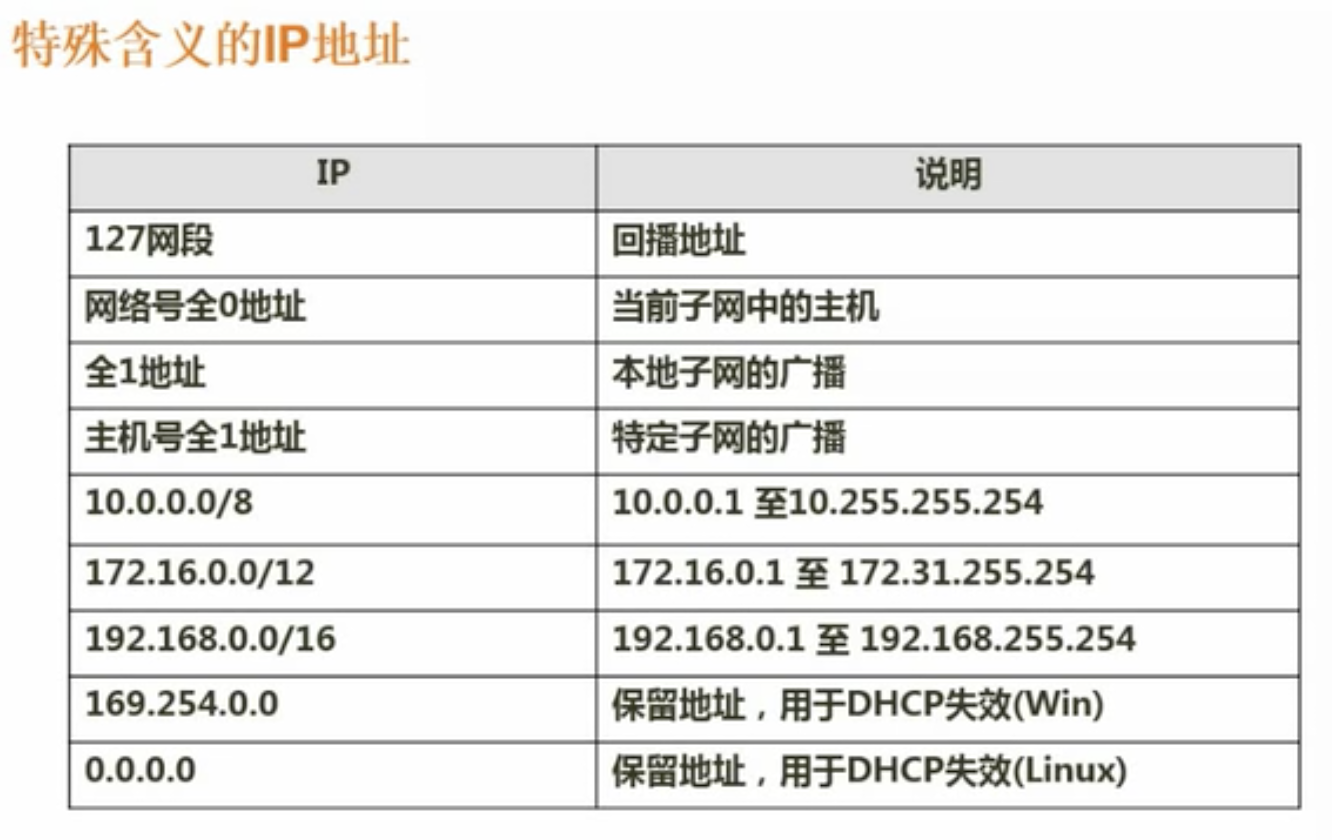 特殊含义的IP地址
IP 说明
127网段 回播地址
网络号全0地址 当前子网中的主机
全1地址 本地子网的广播
主机号全1地址 特定子网的广播
10.0.0.0/8 10.0.0.1 至10.255.255.254
172.16.0.0/12 172.16.0.1 至 172.31.255.254
192.168.0.0/16 192.168.0.1 至 192.168.255.254
169.254.0.0 保留地址，用于DHCP失效(Win)
0.0.0.0 保留地址，用于DHCP失效(Linux)